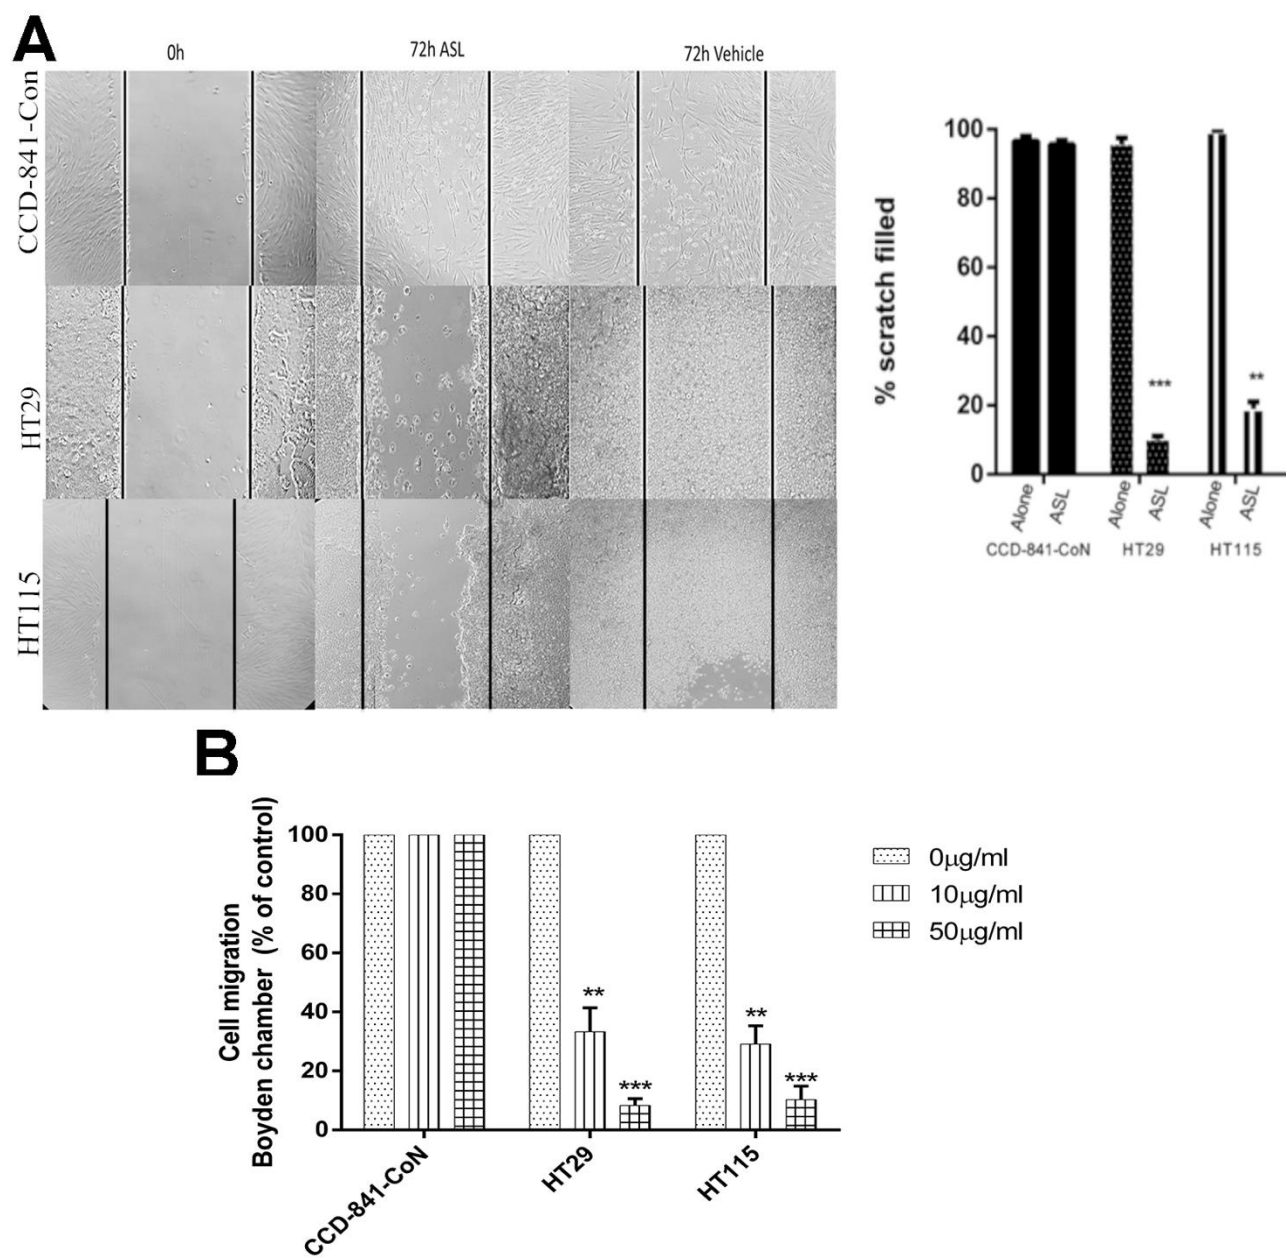 A
0h
72h ASL
72h Vehicle
CCD-841-Con
HT29
HT115
% scratch filled
100
80
60
40
20
0
***
**
Alone
ASL
Alone
ASL
Alone
ASL
CCD-841-CoN
HT29
HT115
B
Cell migration
Boyden chamber (% of control)
100
80
60
40
20
0
**
***
**
***
CCD-841-CoN
HT29
HT115
0μg/ml
10μg/ml
50μg/ml